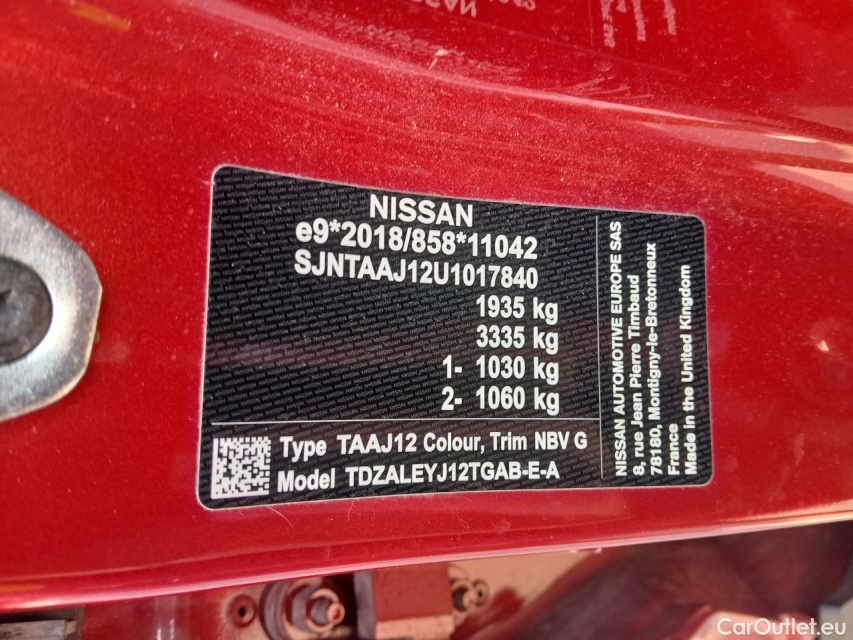 NISSAN
e9*2018/858*11042
SJNTAAJ12U1017840
1935 kg
3335 kg
1- 1030 kg
2- 1060 kg
Type TAAJ12 Colour, Trim NBV G
Model TDZALEYJ12TGAB-E-A
NISSAN AUTOMOTIVE EUROPE SAS
8, rue Jean Pierre Timbaud
78180, Montigny-le-Bretonneux
France
Made in the United Kingdom
CarOutlet.eu